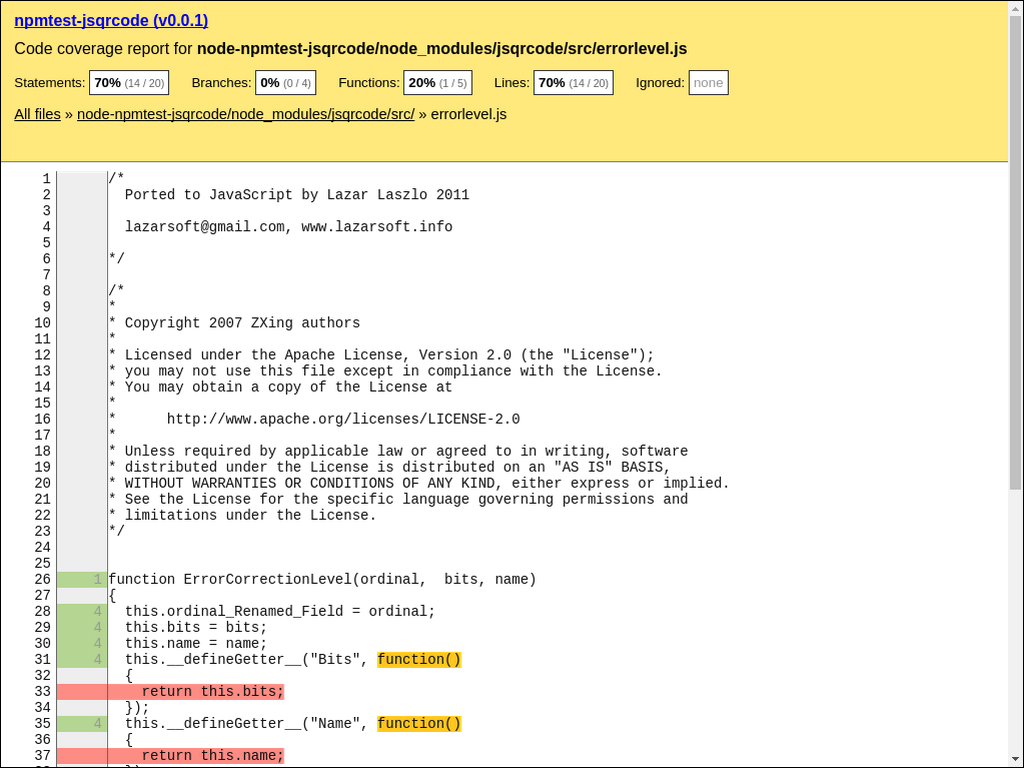 npmtest-jsqrcode (v0.0.1)
Code coverage report for node-npmtest-jsqrcode/node_modules/jsqrcode/src/errorlevel.js
Statements: 70% (14 / 20) Branches: 0% (0 / 4) Functions: 20% (1 / 5) Lines: 70% (14 / 20) Ignored: none
All files » node-npmtest-jsqrcode/node_modules/jsqrcode/src/ » errorlevel.js
1 /*
2   Ported to JavaScript by Lazar Laszlo 2011
3
4   lazarsoft@gmail.com, www.lazarsoft.info
5
6 */
7
8 /*
9 *
10 * Copyright 2007 ZXing authors
11 *
12 * Licensed under the Apache License, Version 2.0 (the "License");
13 * you may not use this file except in compliance with the License.
14 * You may obtain a copy of the License at
15 *
16 *      http://www.apache.org/licenses/LICENSE-2.0
17 *
18 * Unless required by applicable law or agreed to in writing, software
19 * distributed under the License is distributed on an "AS IS" BASIS,
20 * WITHOUT WARRANTIES OR CONDITIONS OF ANY KIND, either express or implied.
21 * See the License for the specific language governing permissions and
22 * limitations under the License.
23 */
24
25
26 1 function ErrorCorrectionLevel(ordinal,  bits, name)
27 {
28 4   this.ordinal_Renamed_Field = ordinal;
29 4   this.bits = bits;
30 4   this.name = name;
31 4   this.__defineGetter__("Bits", function()
32   {
33     return this.bits;
34   });
35 4   this.__defineGetter__("Name", function()
36   {
37     return this.name;